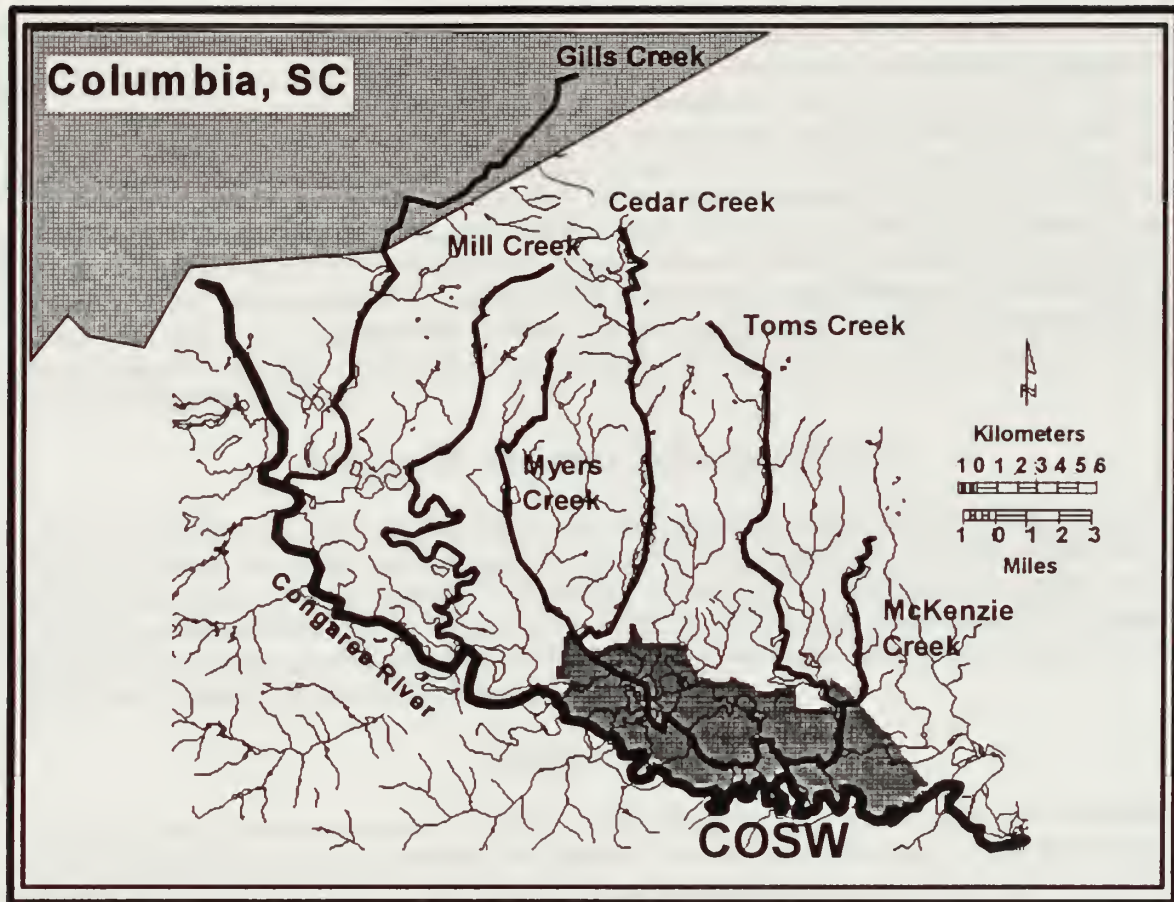 Gills Creek
Columbia, SC
Cedar Creek
Mill Creek
Toms Creek
N
Kilometers
1 0 1 2 3 4 5 6
Myers
Creek
1 0 1 2 3
Miles
Congaree River
McKenzie
Creek
COSW